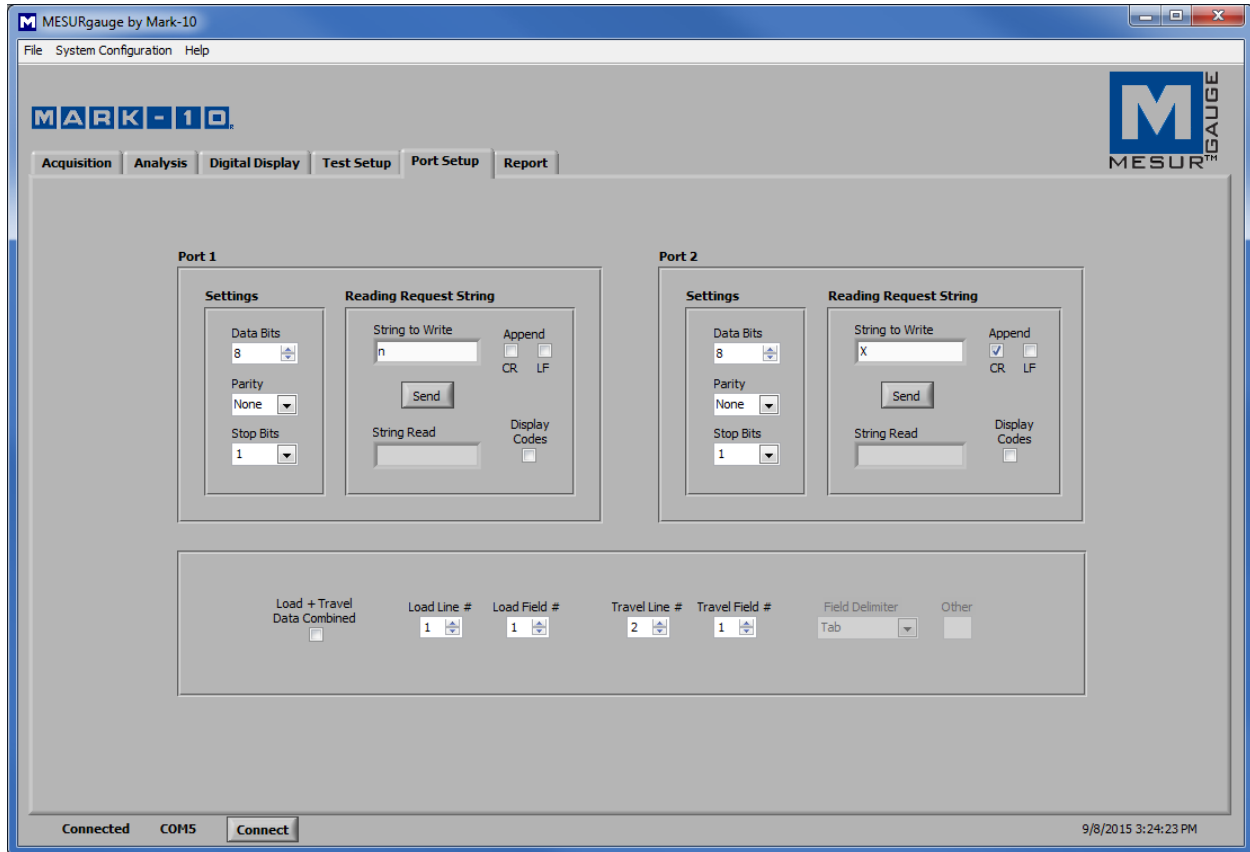 MESURgauge by Mark-10
File System Configuration Help
MARK-10
M
MESUR™ GAUGE
Acquisition Analysis Digital Display Test Setup Port Setup Report
Port 1
Settings Reading Request String
Data Bits String to Write Append
8 n
CR LF
Parity
None Send
Stop Bits String Read Display Codes
1
Port 2
Settings Reading Request String
Data Bits String to Write Append
8 X
CR LF
Parity
None Send
Stop Bits String Read Display Codes
1
Load + Travel
Data Combined
Load Line # Load Field # Travel Line # Travel Field # Field Delimiter Other
1 1 2 1 Tab
Connected COM5 Connect 9/8/2015 3:24:23 PM